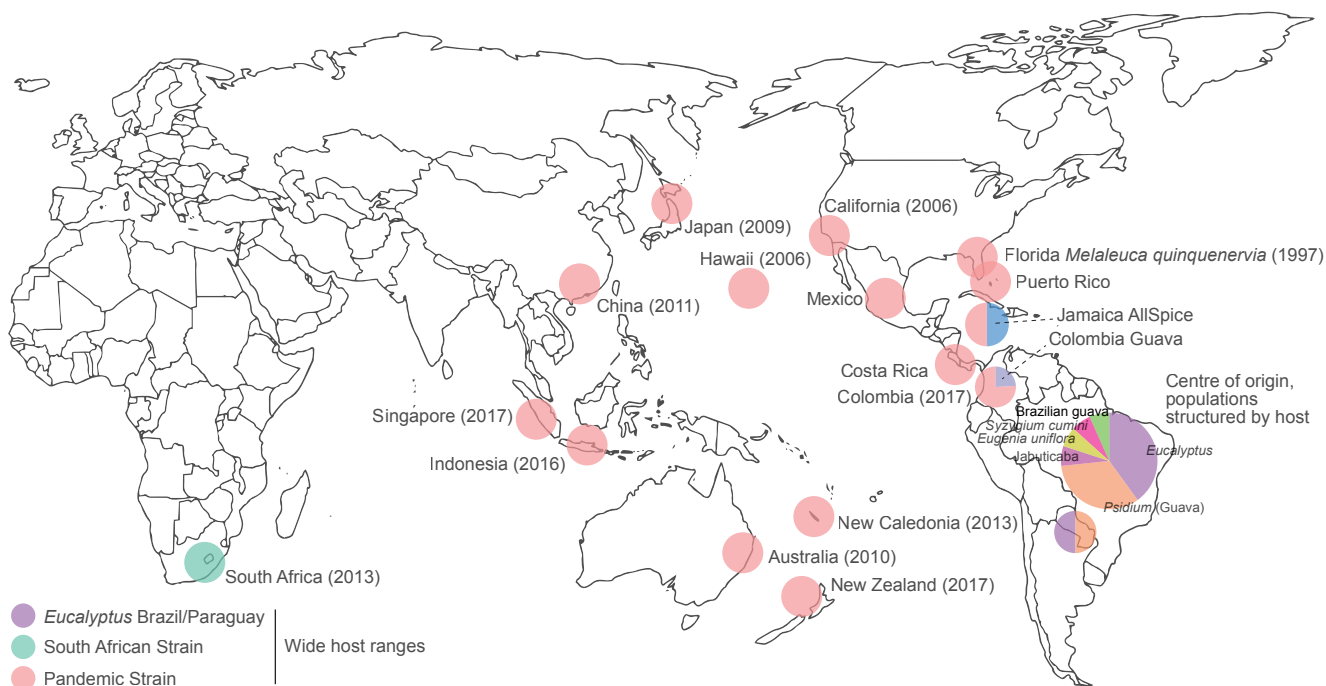 California (2006)
Japan (2009)
Hawaii (2006)
Florida Melaleuca quinquenervia (1997)
Puerto Rico
China (2011)
Mexico
Jamaica AllSpice
Colombia Guava
Costa Rica
Colombia (2017)
Centre of origin,
populations
structured by host
Singapore (2017)
Brazilian guava
Syzygium cumini
Eugenia uniflora
Jabuticaba
Eucalyptus
Indonesia (2016)
Psidium (Guava)
New Caledonia (2013)
Australia (2010)
South Africa (2013)
New Zealand (2017)
Eucalyptus Brazil/Paraguay
South African Strain
Wide host ranges
Pandemic Strain